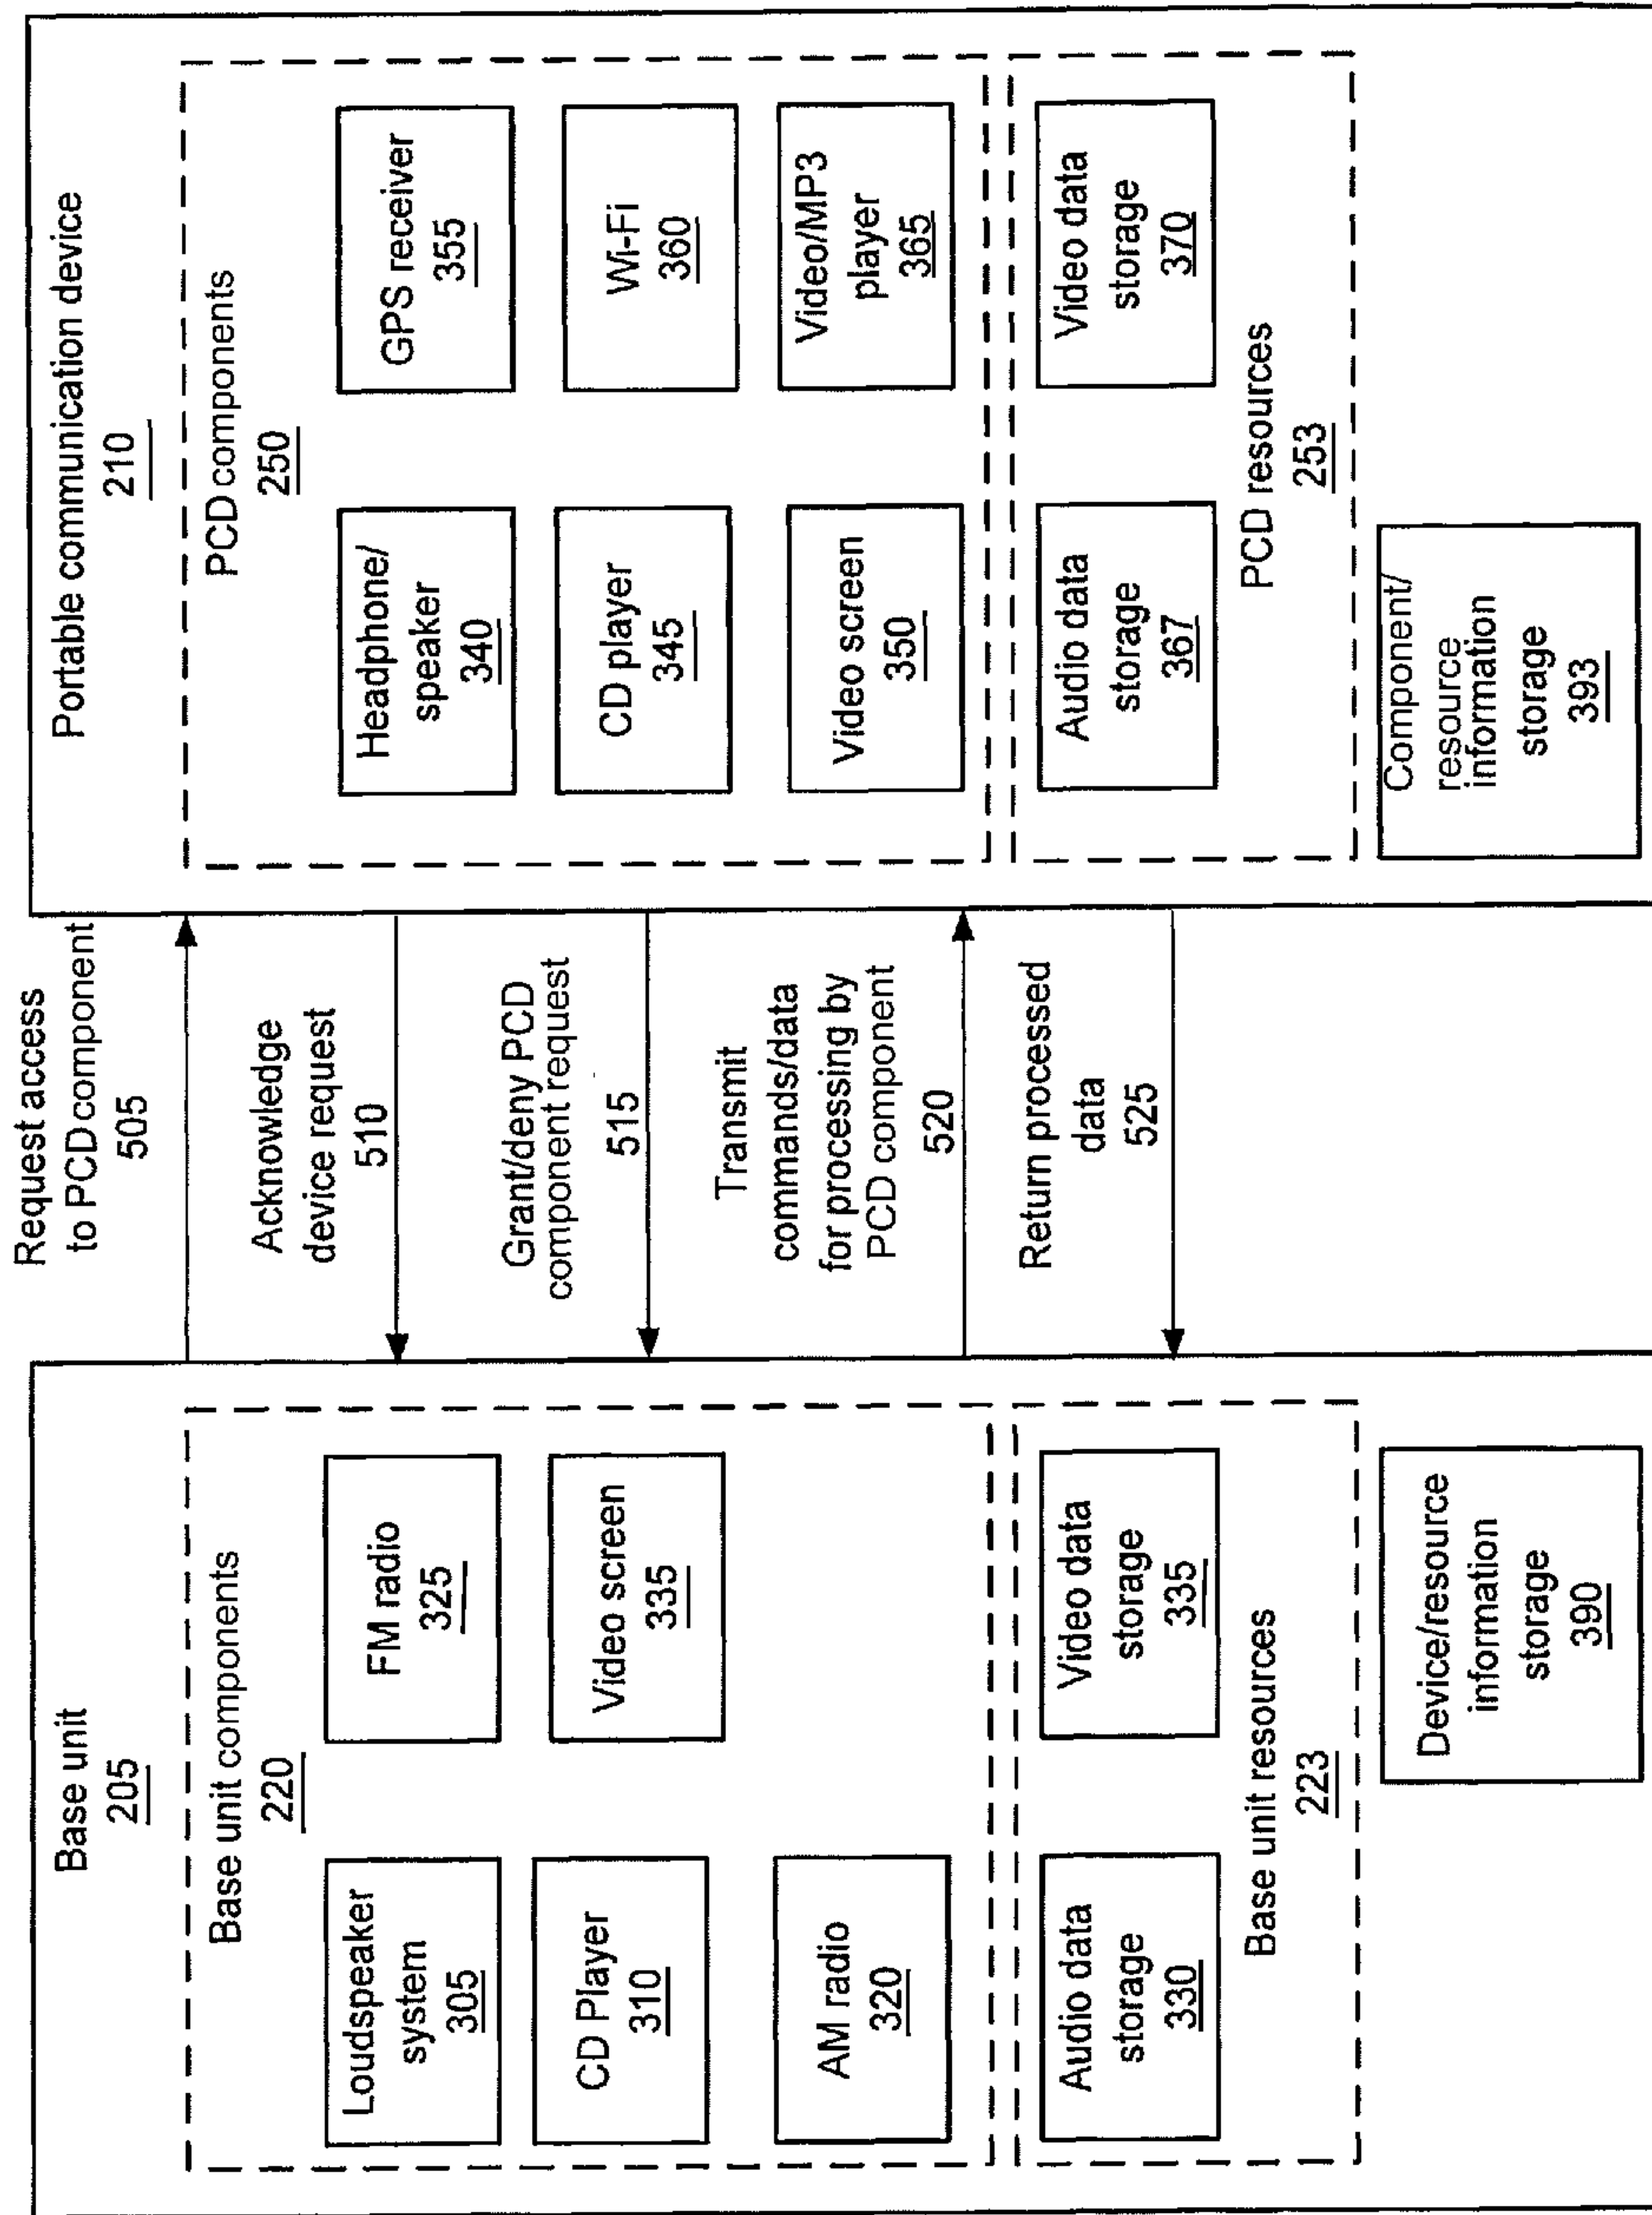 Base unit
205
Base unit components
220
Loudspeaker
system
305
FM radio
325
CD Player
310
Video screen
335
AM radio
320
Audio data
storage
330
Video data
storage
335
Base unit resources
223
Device/resource
information
storage
390
Request access
to PCD component
505
Acknowledge
device request
510
Grant/deny PCD
component request
515
Transmit
commands/data
for processing by
PCD component
520
Return processed
data
525
Portable communication device
210
PCD components
250
Headphone/
speaker
340
GPS receiver
355
CD player
345
Wi-Fi
360
Video screen
350
Video/MP3
player
365
Audio data
storage
367
Video data
storage
370
PCD resources
253
Component/
resource
information
storage
393